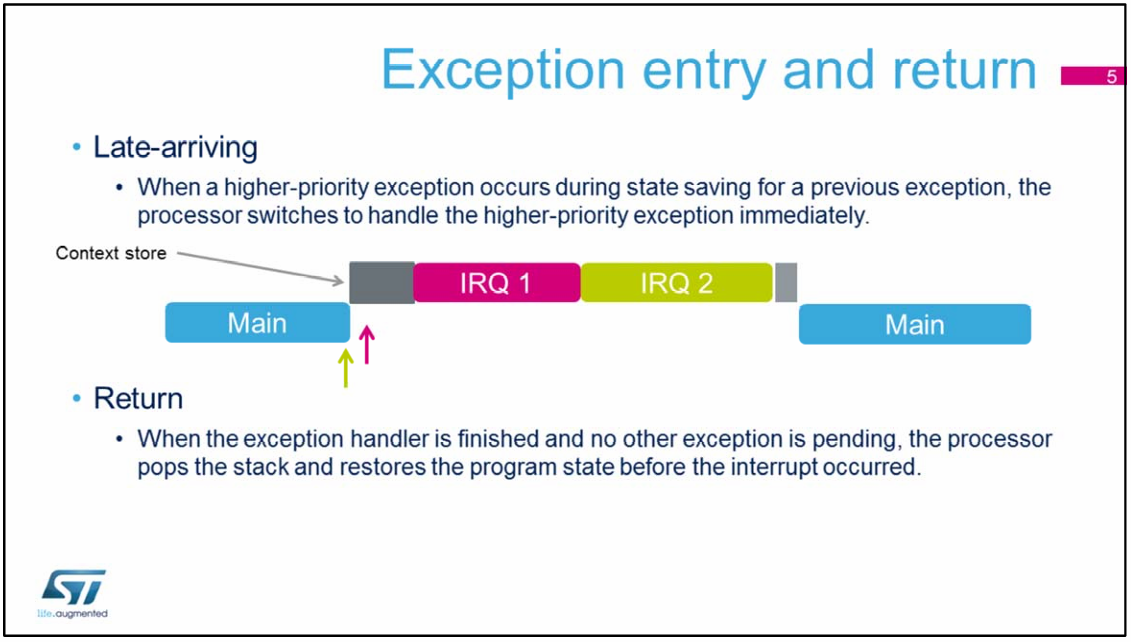 Exception entry and return
5
• Late-arriving
• When a higher-priority exception occurs during state saving for a previous exception, the
processor switches to handle the higher-priority exception immediately.
Context store
IRQ 1 IRQ 2
Main Main
• Return
• When the exception handler is finished and no other exception is pending, the processor
pops the stack and restores the program state before the interrupt occurred.
ST
life.augmented